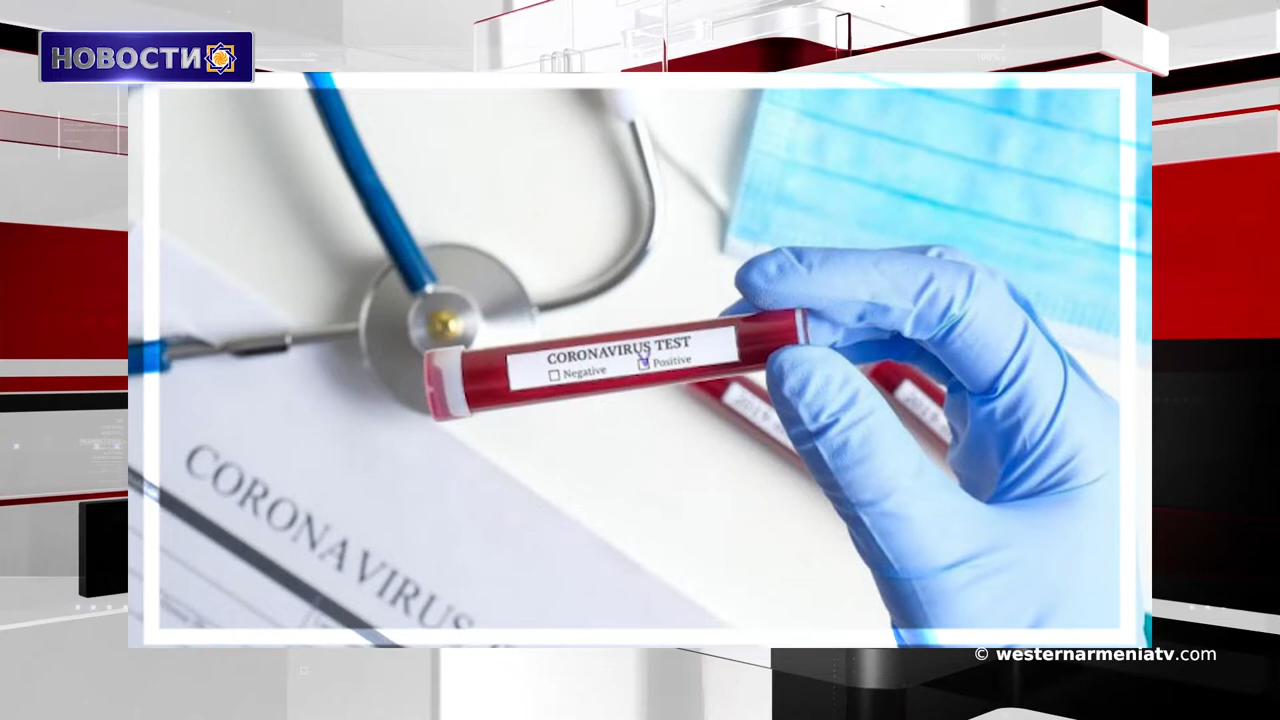 НОВОСТИ
CORONAVIRUS TEST
Negative
Positive
CORONAVIRUS
© westernarmeniatv.com